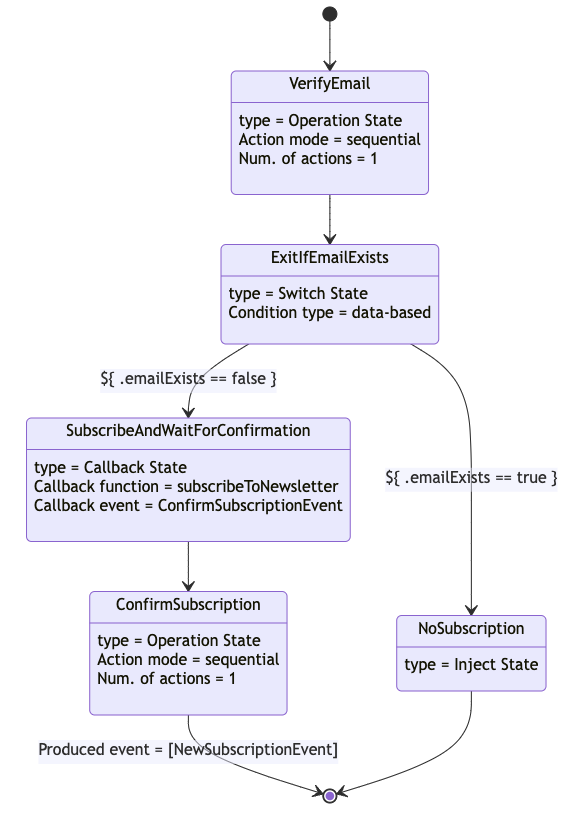 VerifyEmail
type = Operation State
Action mode = sequential
Num. of actions = 1
ExitIfEmailExists
type = Switch State
Condition type = data-based
${ .emailExists == false }
SubscribeAndWaitForConfirmation
type = Callback State
Callback function = subscribeToNewsletter
Callback event = ConfirmSubscriptionEvent
${ .emailExists == true }
ConfirmSubscription
type = Operation State
Action mode = sequential
Num. of actions = 1
NoSubscription
type = Inject State
Produced event = [NewSubscriptionEvent]